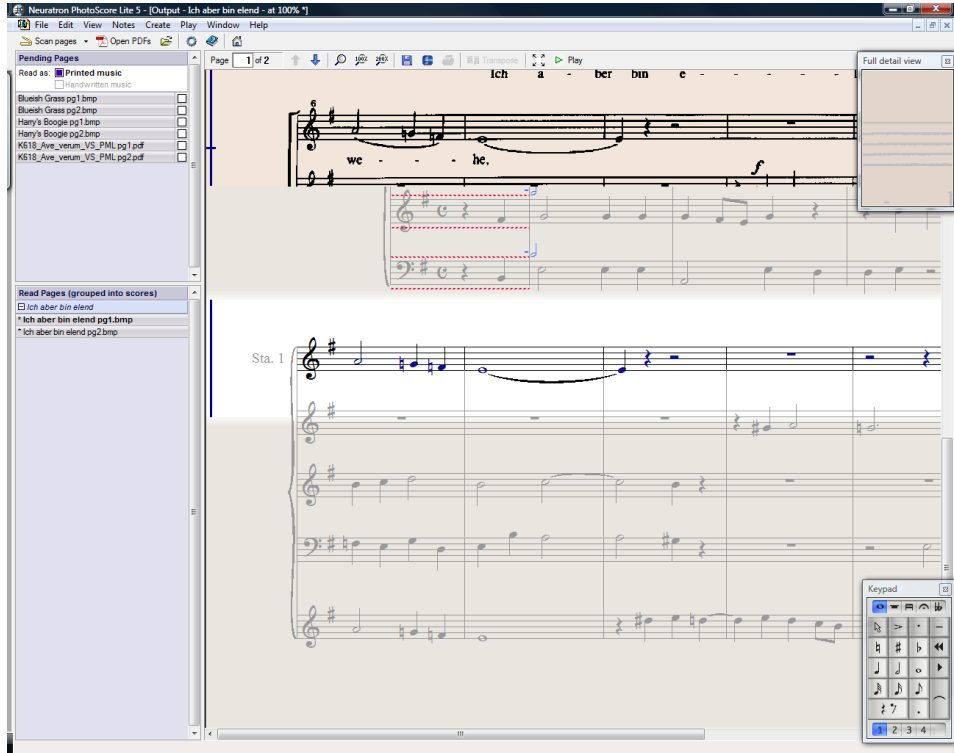 Neuratron PhotoScore Lite 5 - [Output - Ich aber bin elend - at 100% *]
File Edit View Notes Create Play Window Help
Scan pages Open PDFs
Pending Pages
Read as: Printed music
Handwritten music
Blueish Grass pg1.bmp
Blueish Grass pg2.bmp
Harry's Boogie pg1.bmp
Harry's Boogie pg2.bmp
K618_Ave_verum_VS_PML pg1.pdf
K618_Ave_verum_VS_PML pg2.pdf
Read Pages (grouped into scores)
Ich aber bin elend
* Ich aber bin elend pg1.bmp
* Ich aber bin elend pg2.bmp
Page 1 of 2 100% 200% Transpose Play
Ich a - ber bin e - - -
6
we - - - he,
f
Sta. 1
Full detail view
Keypad
1 2 3 4